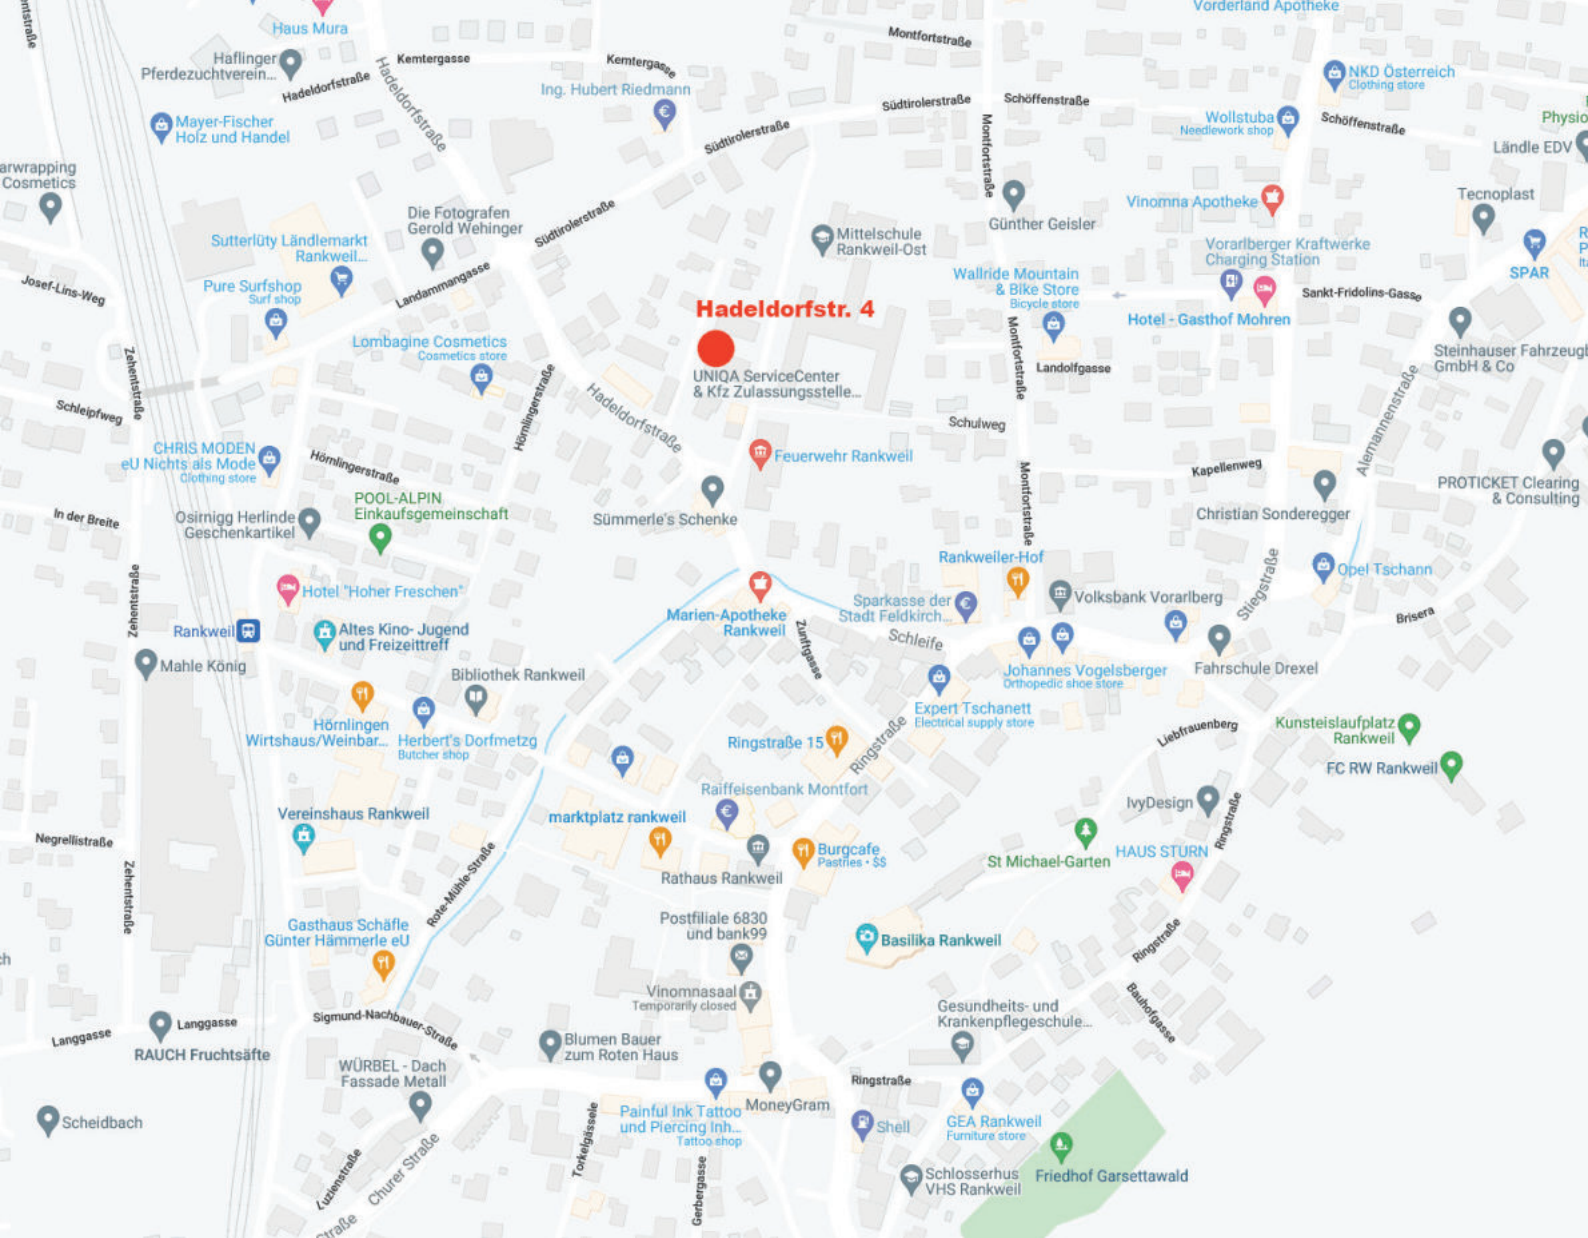 Haus Mura
Vorderland Apotheke
Montfortstraße
Kemtergasse
Kemtergasse
Haflinger
Pferdezuchtverein...
Hadeldorfstraße
Hadeldorfstraße
Ing. Hubert Riedmann
NKD Österreich
Clothing store
Südtirolerstraße
Schöffenstraße
Mayer-Fischer
Holz und Handel
Südtirolerstraße
Montfortstraße
Wollstuba
Needlework shop
Schöffenstraße
Physio
Ländle EDV
arwrapping
Cosmetics
Vinomna Apotheke
Tecnoplast
Günther Geisler
Die Fotografen
Gerold Wehinger
Südtirolerstraße
Mittelschule
Rankweil-Ost
Sutterlüty Ländlemarkt
Rankweil...
Vorarlberger Kraftwerke
Charging Station
SPAR
Josef-Lins-Weg
Pure Surfshop
Surf shop
Landammangasse
Wallride Mountain
& Bike Store
Bicycle store
Sankt-Fridolins-Gasse
Hadeldorfstr. 4
Hotel - Gasthof Mohren
Lombagine Cosmetics
Cosmetics store
Montfortstraße
Landolfgasse
Steinhauser Fahrzeugb
GmbH & Co
Zehentstraße
UNIQA ServiceCenter
& Kfz Zulassungsstelle...
Hörnlingerstraße
Hadeldorfstraße
Schleipfweg
Schulweg
Alemannenstraße
CHRIS MODEN
eU Nichts als Mode
Clothing store
Feuerwehr Rankweil
Hörnlingerstraße
Kapellenweg
Montfortstraße
PROTICKET Clearing
& Consulting
POOL-ALPIN
Einkaufsgemeinschaft
In der Breite
Osirnigg Herlinde
Geschenkartikel
Sümmerle's Schenke
Christian Sonderegger
Rankweiler-Hof
Opel Tschann
Zehentstraße
Hotel "Hoher Freschen"
Marien-Apotheke
Rankweil
Sparkasse der
Stadt Feldkirch...
Volksbank Vorarlberg
Stiegstraße
Brisera
Rankweil
Altes Kino- Jugend
und Freizeittreff
Zunftgasse
Schleife
Mahle König
Bibliothek Rankweil
Johannes Vogelsberger
Orthopedic shoe store
Fahrschule Drexel
Expert Tschanett
Electrical supply store
Hörnlingen
Wirtshaus/Weinbar...
Herbert's Dorfmetzg
Butcher shop
Ringstraße 15
Ringstraße
Liebfrauenberg
Kunsteislaufplatz
Rankweil
FC RW Rankweil
Raiffeisenbank Montfort
IvyDesign
Ringstraße
Vereinshaus Rankweil
marktplatz rankweil
Negrellistraße
Burgcafe
Pastries • $$
HAUS STURN
St Michael-Garten
Rathaus Rankweil
Zehentstraße
Rote-Mühle-Straße
Gasthaus Schäfle
Günter Hämmerle eU
Postfiliale 6830
und bank99
Basilika Rankweil
Ringstraße
ch
Vinomnasaal
Temporarily closed
Bauhofgasse
Langgasse
Langgasse
RAUCH Fruchtsäfte
Sigmund-Nachbauer-Straße
Gesundheits- und
Krankenpflegeschule...
Blumen Bauer
zum Roten Haus
WÜRBEL - Dach
Fassade Metall
Ringstraße
MoneyGram
Scheidbach
Painful Ink Tattoo
und Piercing Inh...
Tattoo shop
Shell
GEA Rankweil
Furniture store
Torkelgässele
Churer Straße
Luzienstraße
Gerbergasse
Schlosserhus
VHS Rankweil
Friedhof Garsettawald
straße